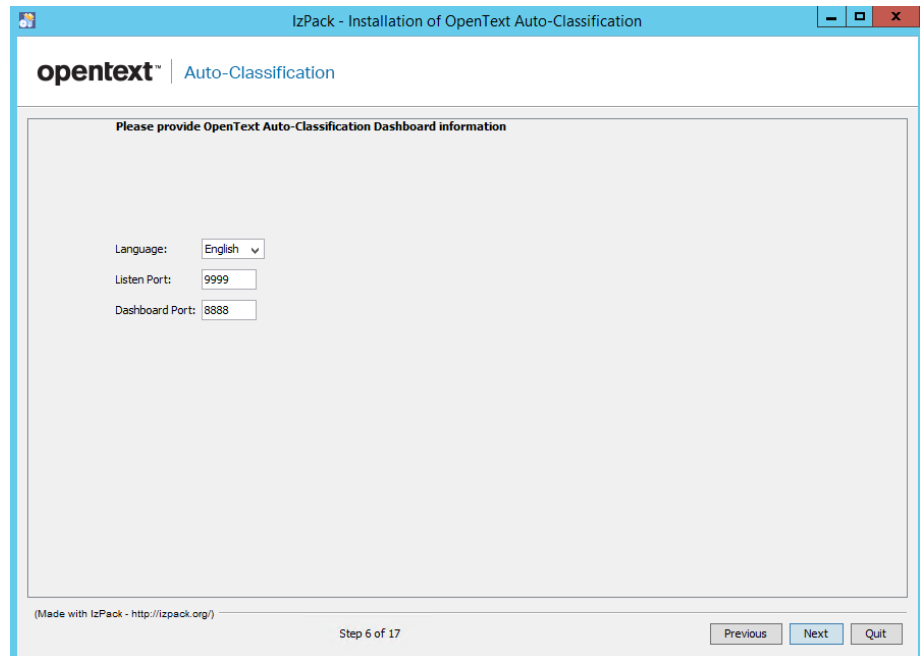 IzPack - Installation of OpenText Auto-Classification
opentext™ | Auto-Classification
Please provide OpenText Auto-Classification Dashboard information
Language: English
Listen Port: 9999
Dashboard Port: 8888
(Made with IzPack - http://izpack.org/)
Step 6 of 17 Previous Next Quit